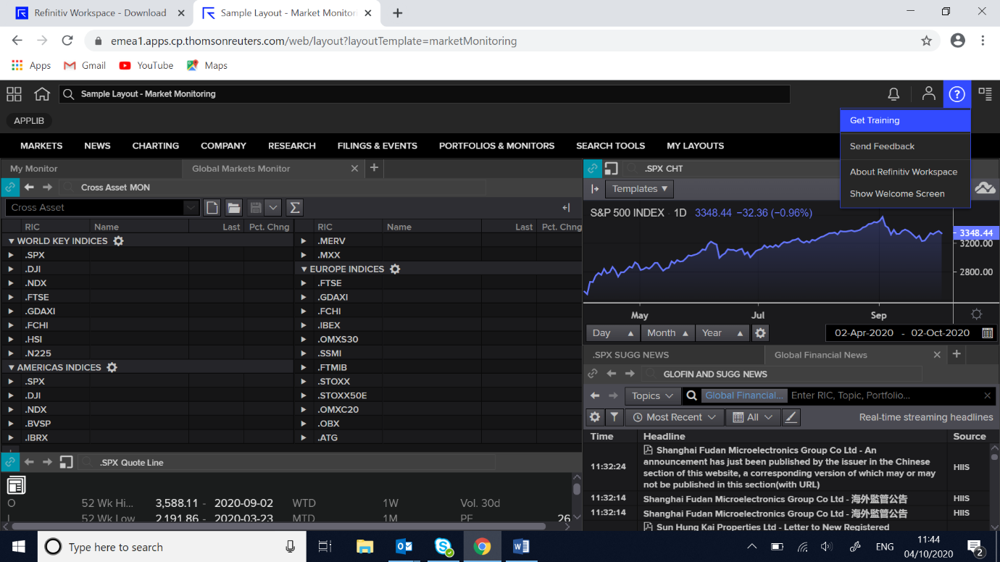 Refinitiv Workspace - Download
Sample Layout - Market Monitori
emea1.apps.cp.thomsonreuters.com/web/layout?layoutTemplate=marketMonitoring
Apps Gmail YouTube Maps
Sample Layout - Market Monitoring
APPLIB
Get Training
Send Feedback
About Refinitiv Workspace
Show Welcome Screen
MARKETS NEWS CHARTING COMPANY RESEARCH FILINGS & EVENTS PORTFOLIOS & MONITORS SEARCH TOOLS MY LAYOUTS
My Monitor Global Markets Monitor
Cross Asset MON
Cross Asset
RIC Name Last Pct. Chng
WORLD KEY INDICES
.SPX
.DJI
.NDX
.FTSE
.GDAXI
.FCHI
.HSI
.N225
AMERICAS INDICES
.SPX
.DJI
.NDX
.BVSP
.IBRX
RIC Name Last Pct. Chng
.MERV
.MXX
EUROPE INDICES
.FTSE
.GDAXI
.FCHI
.IBEX
.OMXS30
.SSMI
.FTMIB
.STOXX
.STOXX50E
.OMXC20
.OBX
.ATG
.SPX Quote Line
O 52 Wk Hi... 3,588.11 - 2020-09-02 WTD 1W Vol. 30d
L 52 Wk Low 2,191.86 - 2020-03-23 MTD 1M PE 26
.SPX CHT
Templates
S&P 500 INDEX · 1D 3348.44 −32.36 (−0.96%)
3348.44
3200.00
2800.00
May Jul Sep
Day Month Year 02-Apr-2020 - 02-Oct-2020
.SPX SUGG NEWS Global Financial News
GLOFIN AND SUGG NEWS
Topics Global Financial... Enter RIC, Topic, Portfolio...
Most Recent All Real-time streaming headlines
Time Headline Source
11:32:24 Shanghai Fudan Microelectronics Group Co Ltd - An HIIS
announcement has just been published by the issuer in the Chinese
section of this website, a corresponding version of which may or may
not be published in this section(with URL)
11:32:14 Shanghai Fudan Microelectronics Group Co Ltd - 海外監管公告 HIIS
11:32:14 Shanghai Fudan Microelectronics Group Co Ltd - 海外監管公告 HIIS
Sun Hung Kai Properties Ltd - Letter to New Registered
Type here to search
ENG
11:44
04/10/2020
2